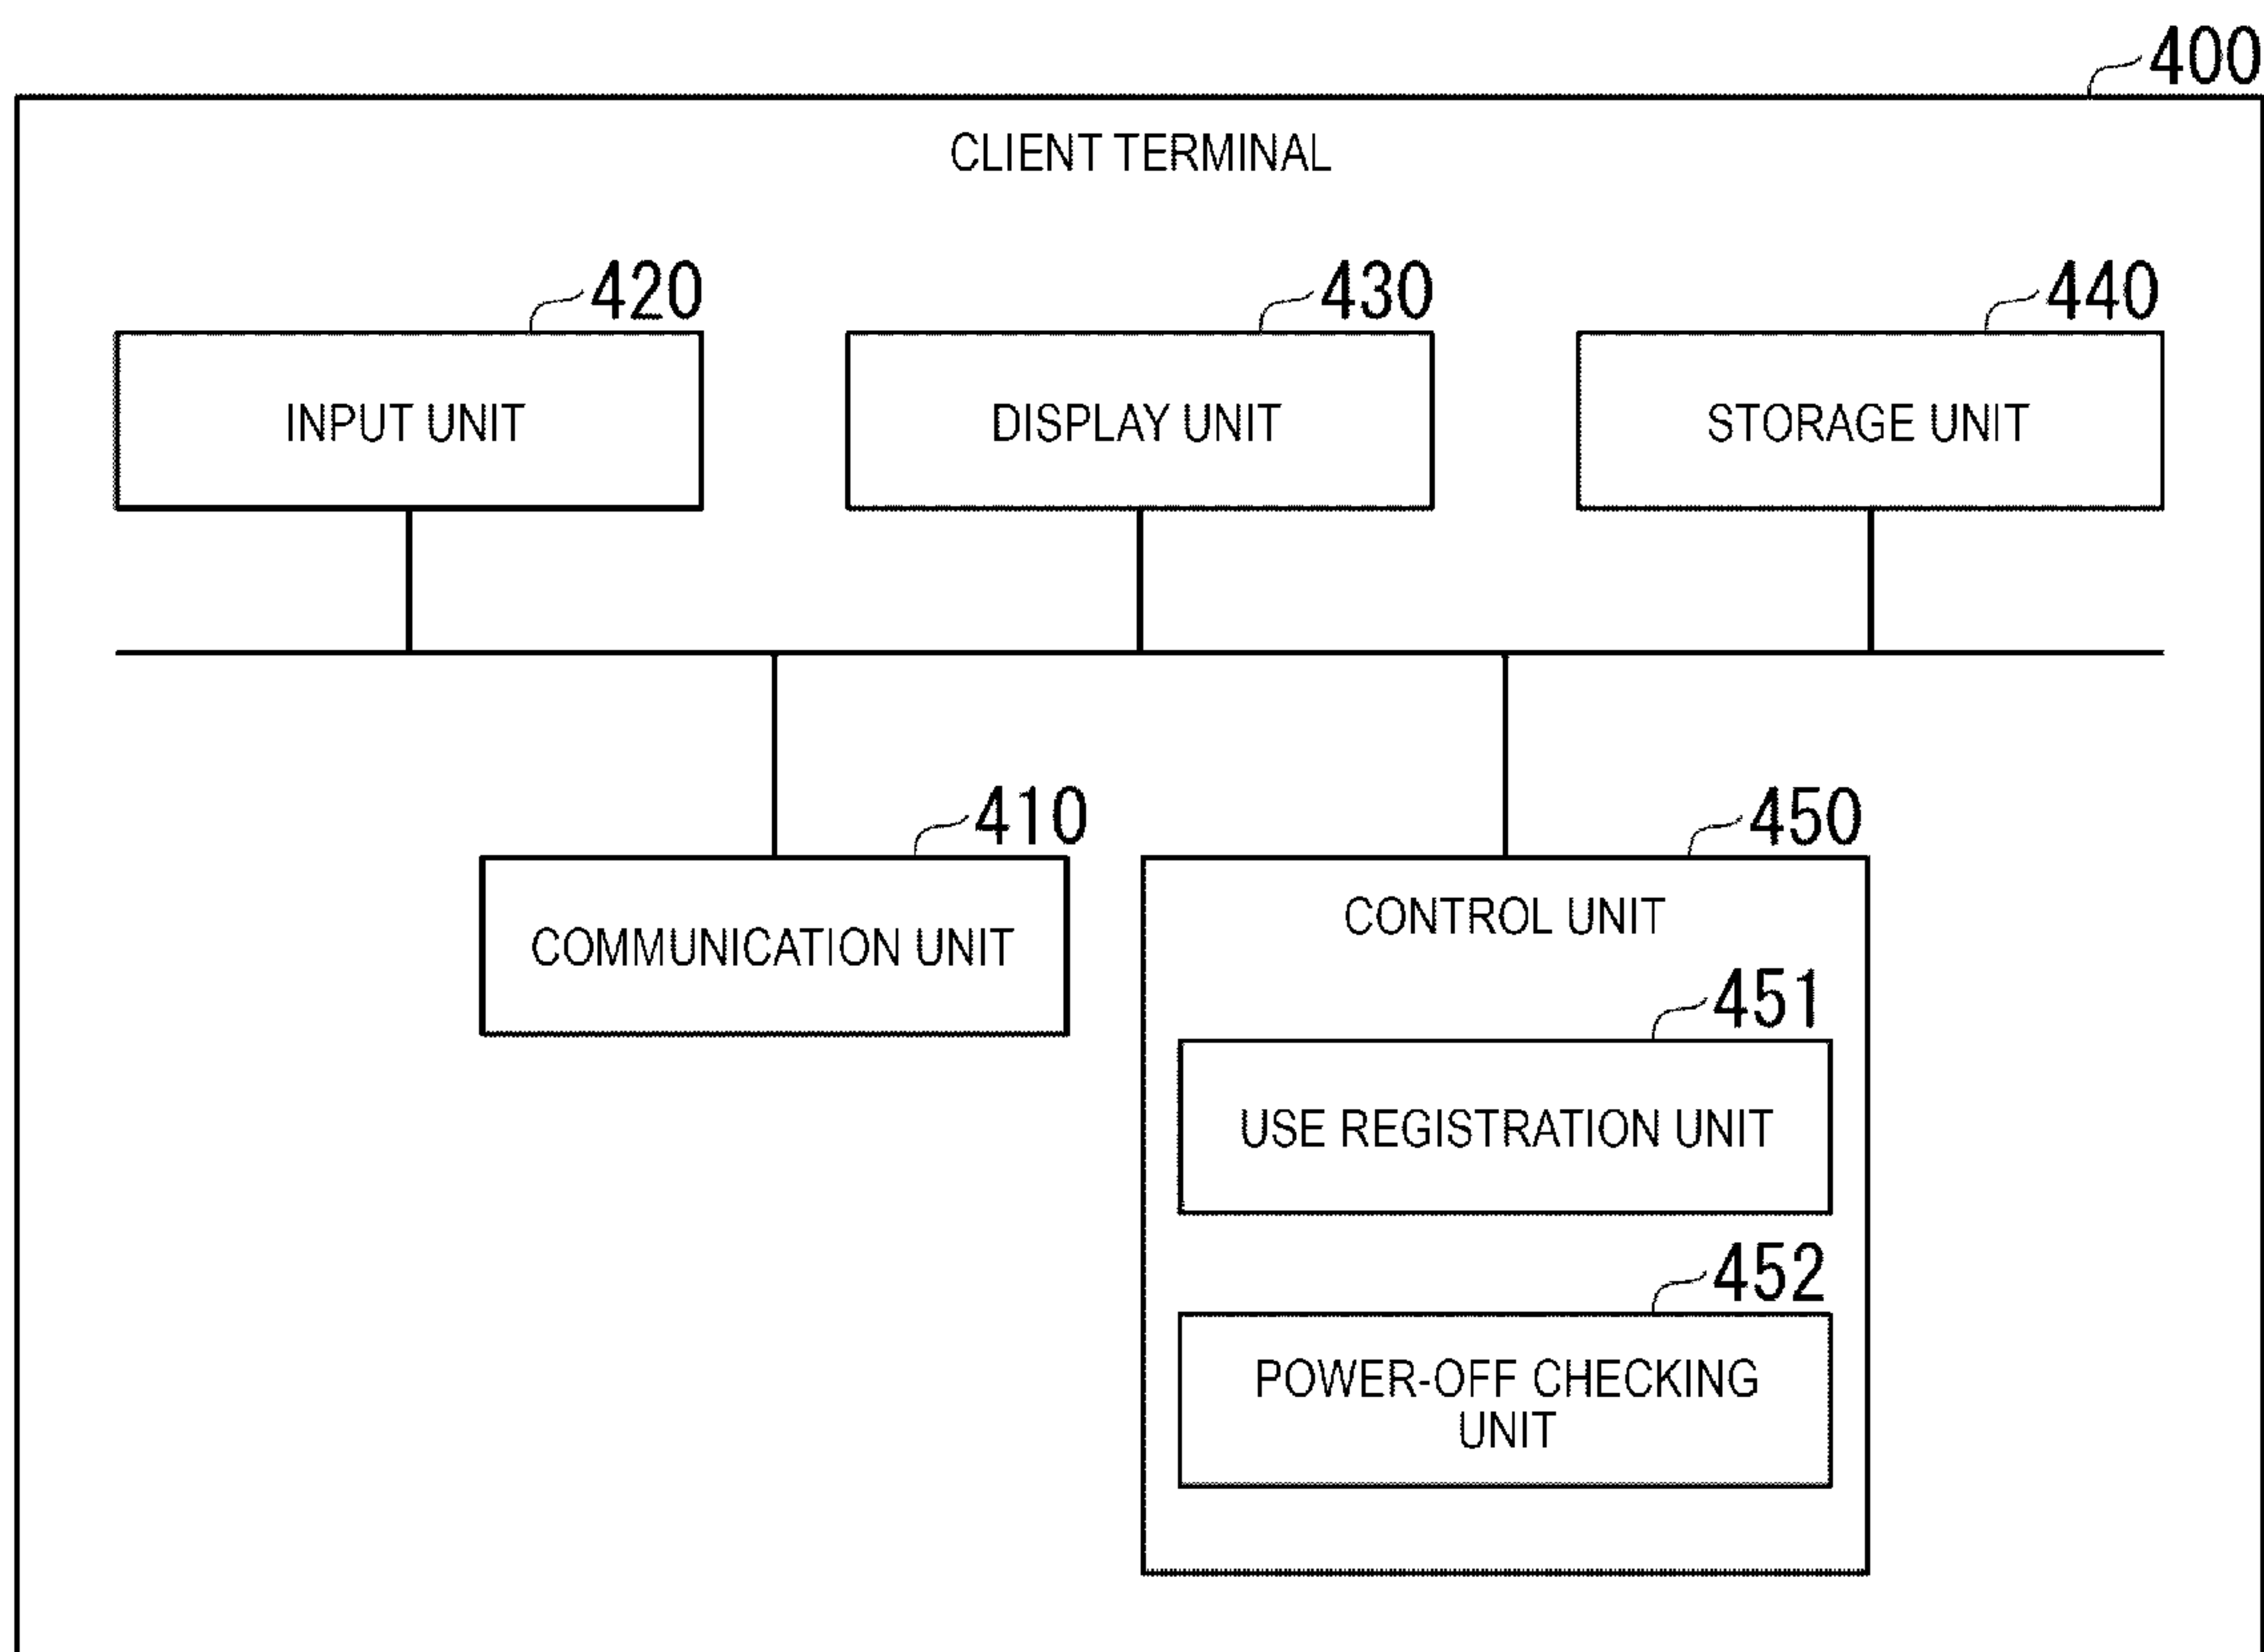 400
CLIENT TERMINAL
420
430
440
INPUT UNIT
DISPLAY UNIT
STORAGE UNIT
410
450
COMMUNICATION UNIT
CONTROL UNIT
451
USE REGISTRATION UNIT
452
POWER-OFF CHECKING
UNIT